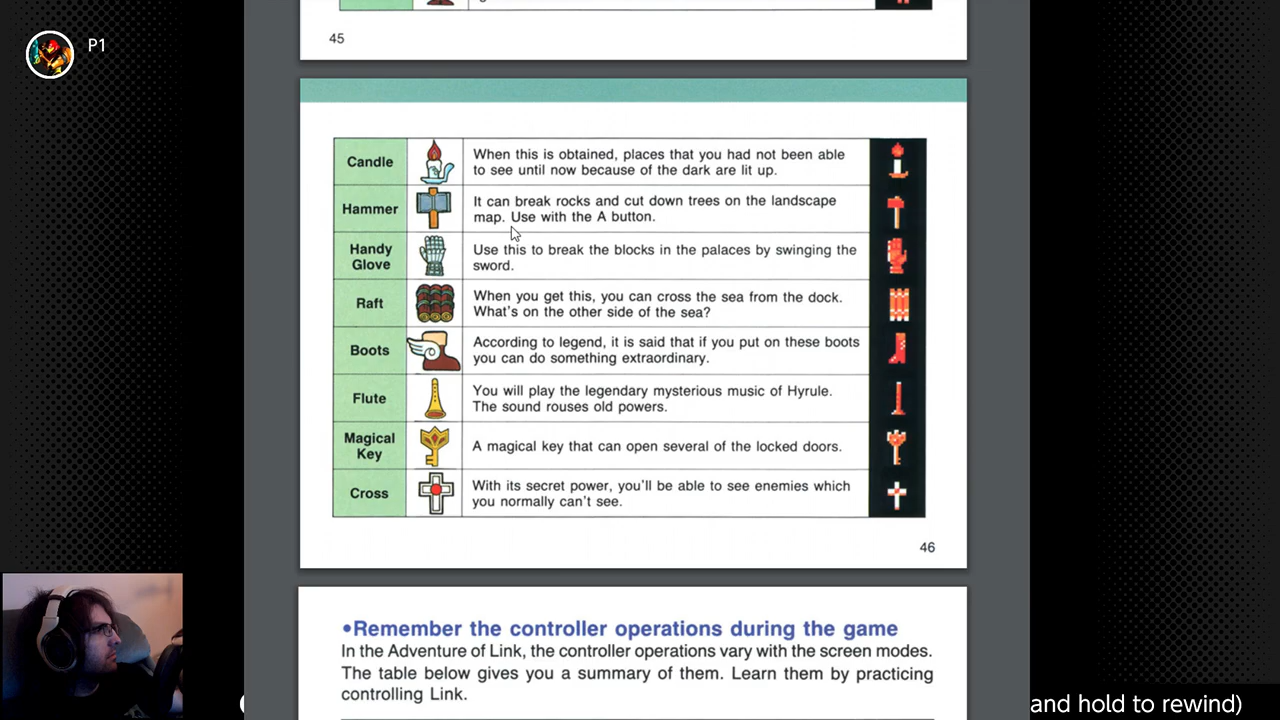 P1
45
Candle
When this is obtained, places that you had not been able
to see until now because of the dark are lit up.
Hammer
It can break rocks and cut down trees on the landscape
map. Use with the A button.
Handy
Glove
Use this to break the blocks in the palaces by swinging the
sword.
Raft
When you get this, you can cross the sea from the dock.
What's on the other side of the sea?
Boots
According to legend, it is said that if you put on these boots
you can do something extraordinary.
Flute
You will play the legendary mysterious music of Hyrule.
The sound rouses old powers.
Magical
Key
A magical key that can open several of the locked doors.
Cross
With its secret power, you'll be able to see enemies which
you normally can't see.
46
•Remember the controller operations during the game
In the Adventure of Link, the controller operations vary with the screen modes.
The table below gives you a summary of them. Learn them by practicing
controlling Link.
and hold to rewind)